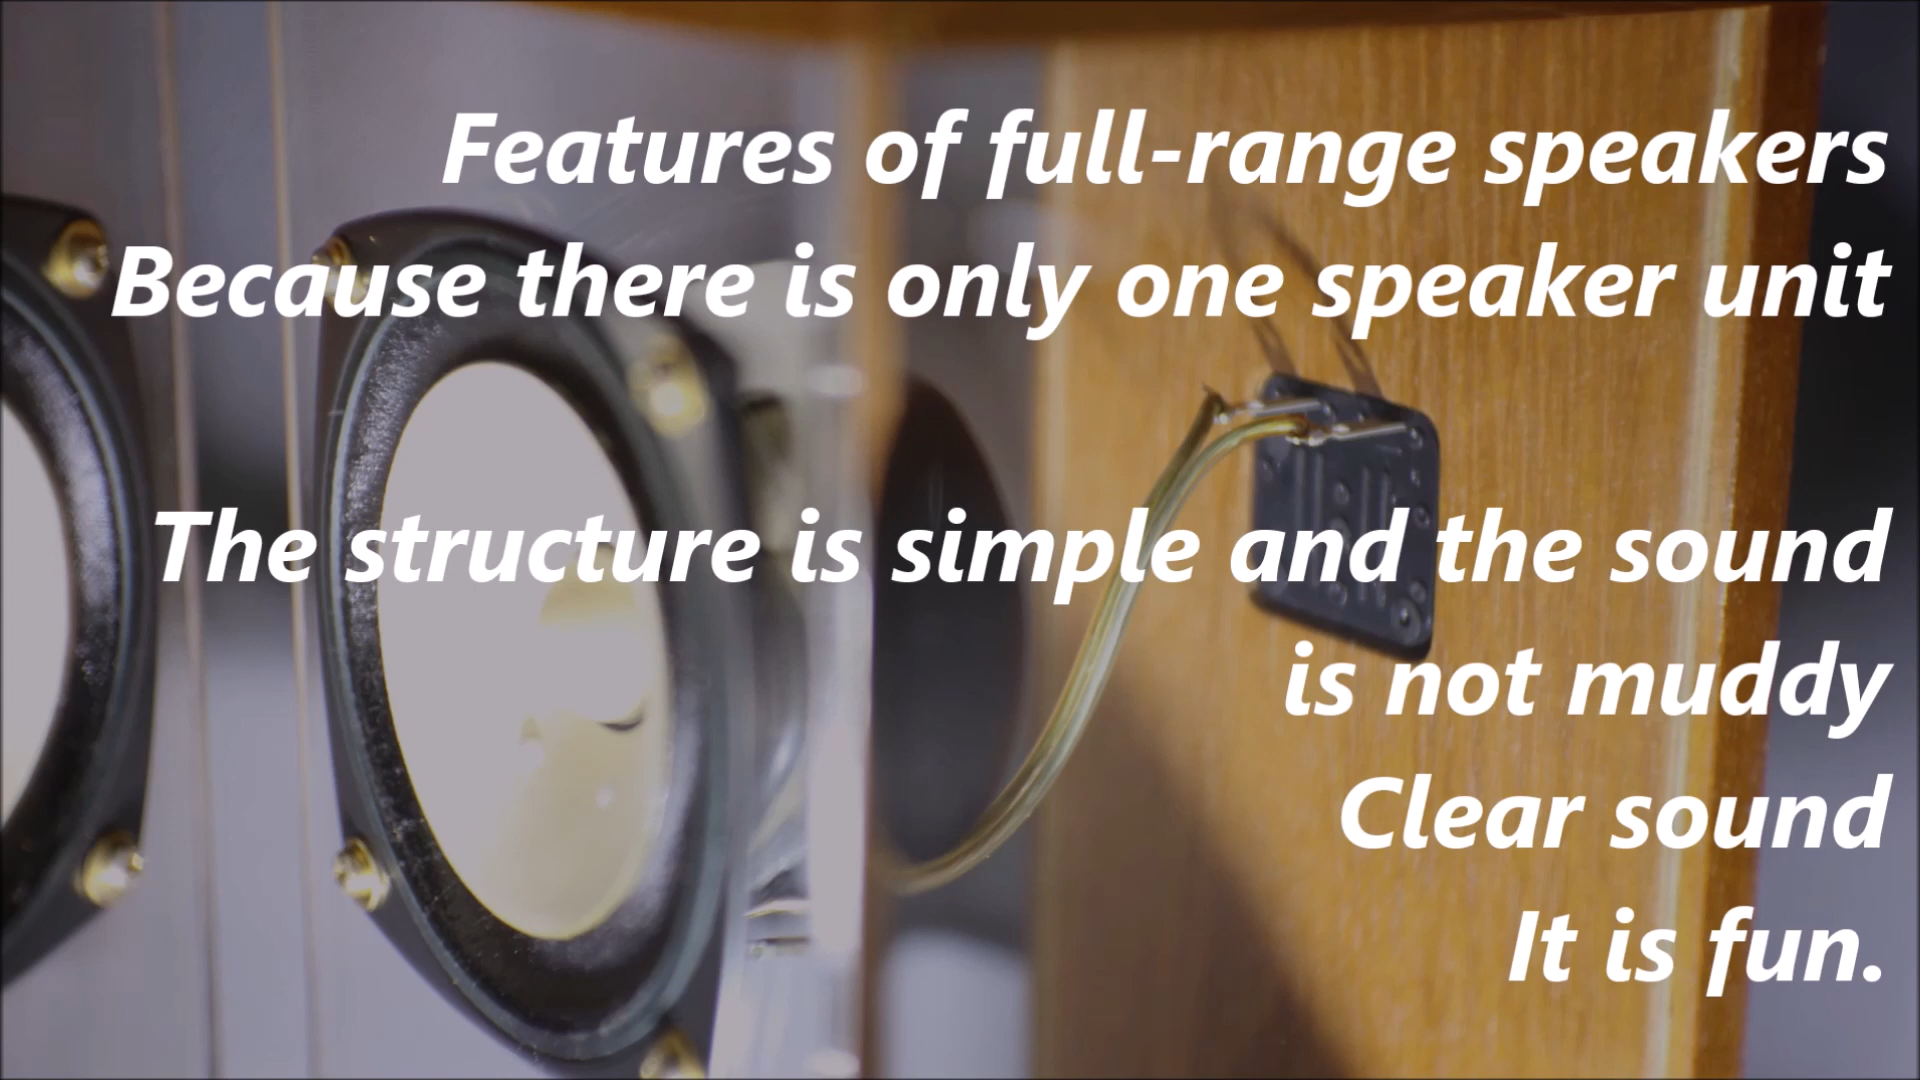 Features of full-range speakers
Because there is only one speaker unit
The structure is simple and the sound
is not muddy
Clear sound
It is fun.